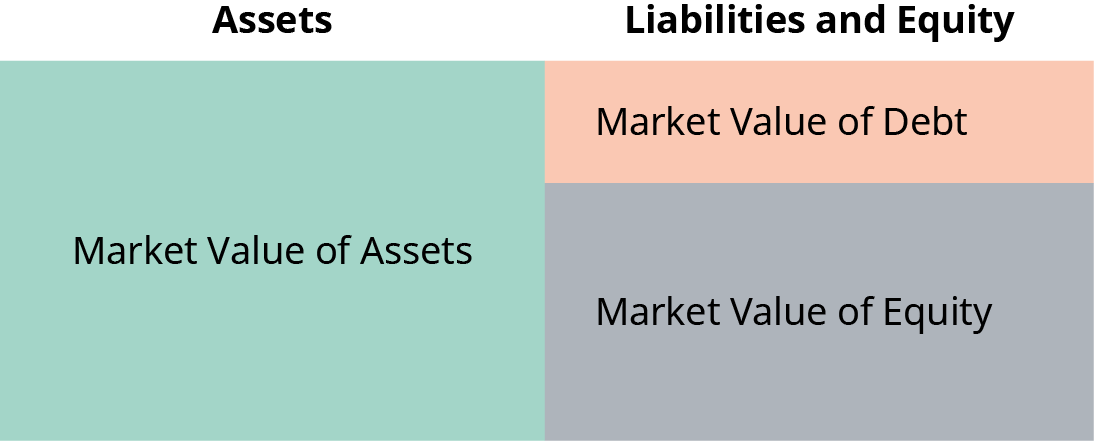 Assets
Liabilities and Equity
Market Value of Assets
Market Value of Debt
Market Value of Equity